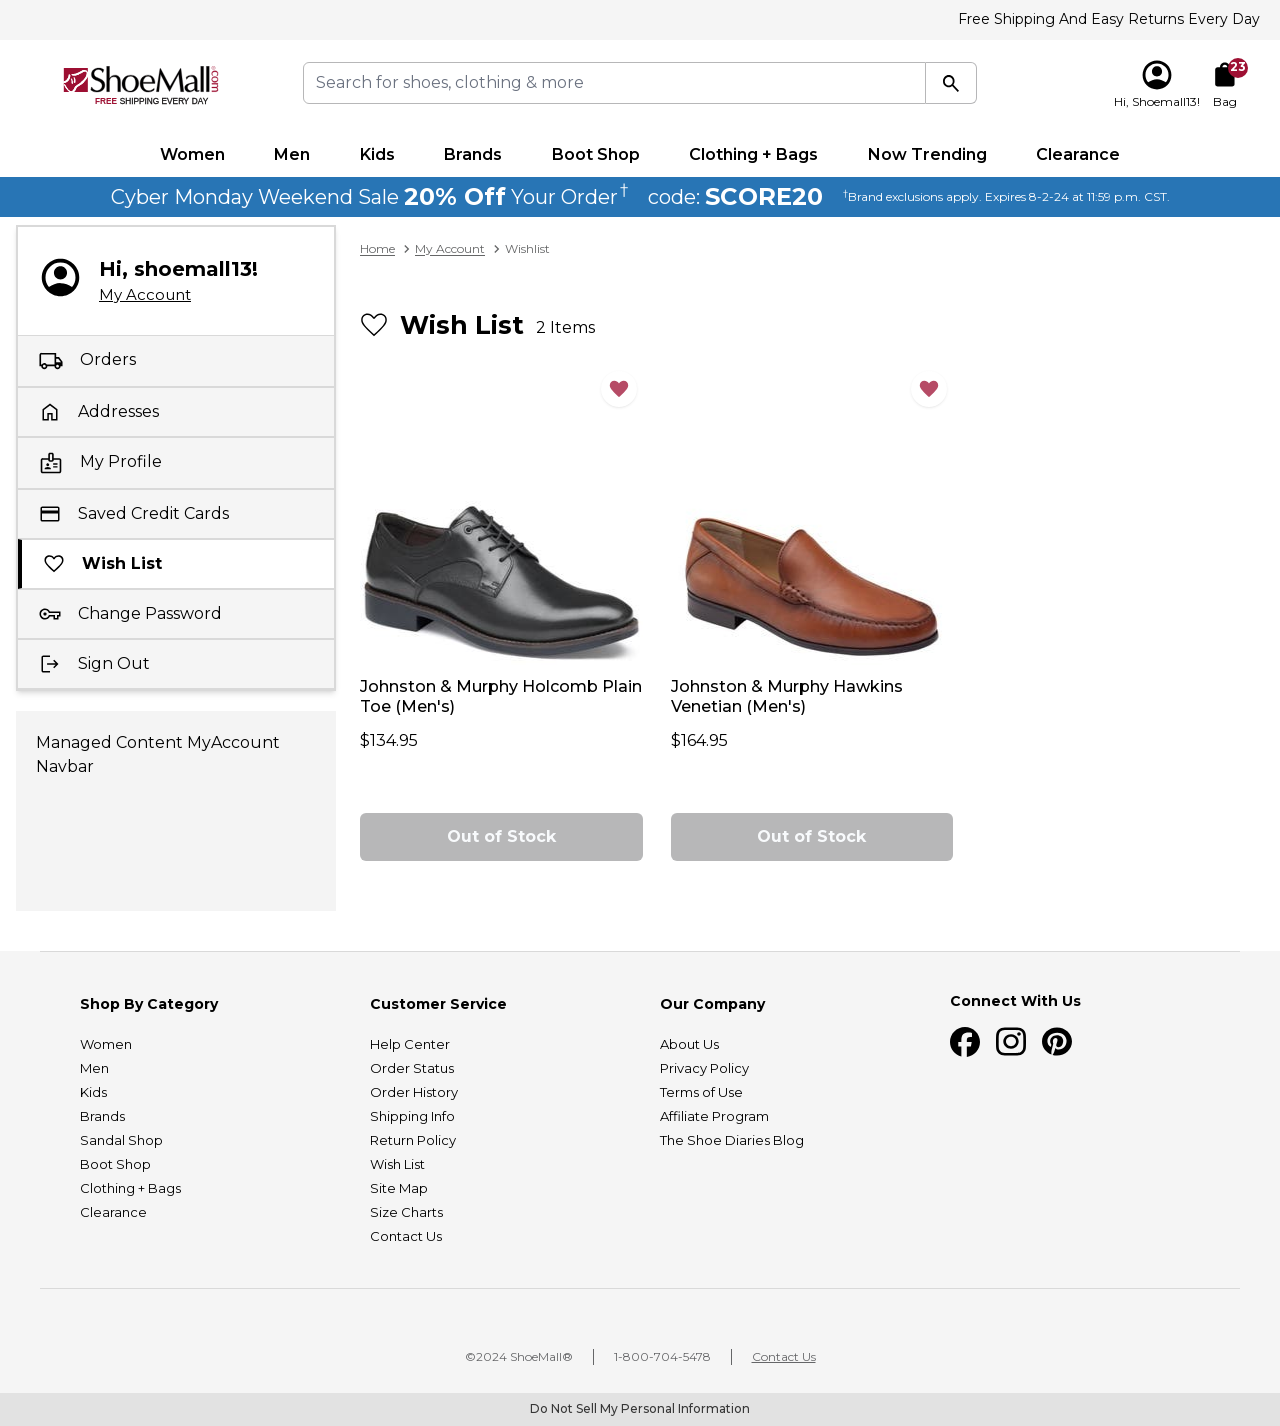 Free Shipping And Easy Returns Every Day
ShoeMall.com
FREE SHIPPING EVERY DAY
Search for shoes, clothing & more
Hi, Shoemall13!
23
Bag
Women Men Kids Brands Boot Shop Clothing + Bags Now Trending Clearance
Cyber Monday Weekend Sale 20% Off Your Order† code: SCORE20 †Brand exclusions apply. Expires 8-2-24 at 11:59 p.m. CST.
Hi, shoemall13!
My Account
Orders
Addresses
My Profile
Saved Credit Cards
Wish List
Change Password
Sign Out
Managed Content MyAccount
Navbar
Home > My Account > Wishlist
Wish List 2 Items
Johnston & Murphy Holcomb Plain
Toe (Men's)
$134.95
Out of Stock
Johnston & Murphy Hawkins
Venetian (Men's)
$164.95
Out of Stock
Shop By Category
Women
Men
Kids
Brands
Sandal Shop
Boot Shop
Clothing + Bags
Clearance
Customer Service
Help Center
Order Status
Order History
Shipping Info
Return Policy
Wish List
Site Map
Size Charts
Contact Us
Our Company
About Us
Privacy Policy
Terms of Use
Affiliate Program
The Shoe Diaries Blog
Connect With Us
©2024 ShoeMall® | 1-800-704-5478 | Contact Us
Do Not Sell My Personal Information